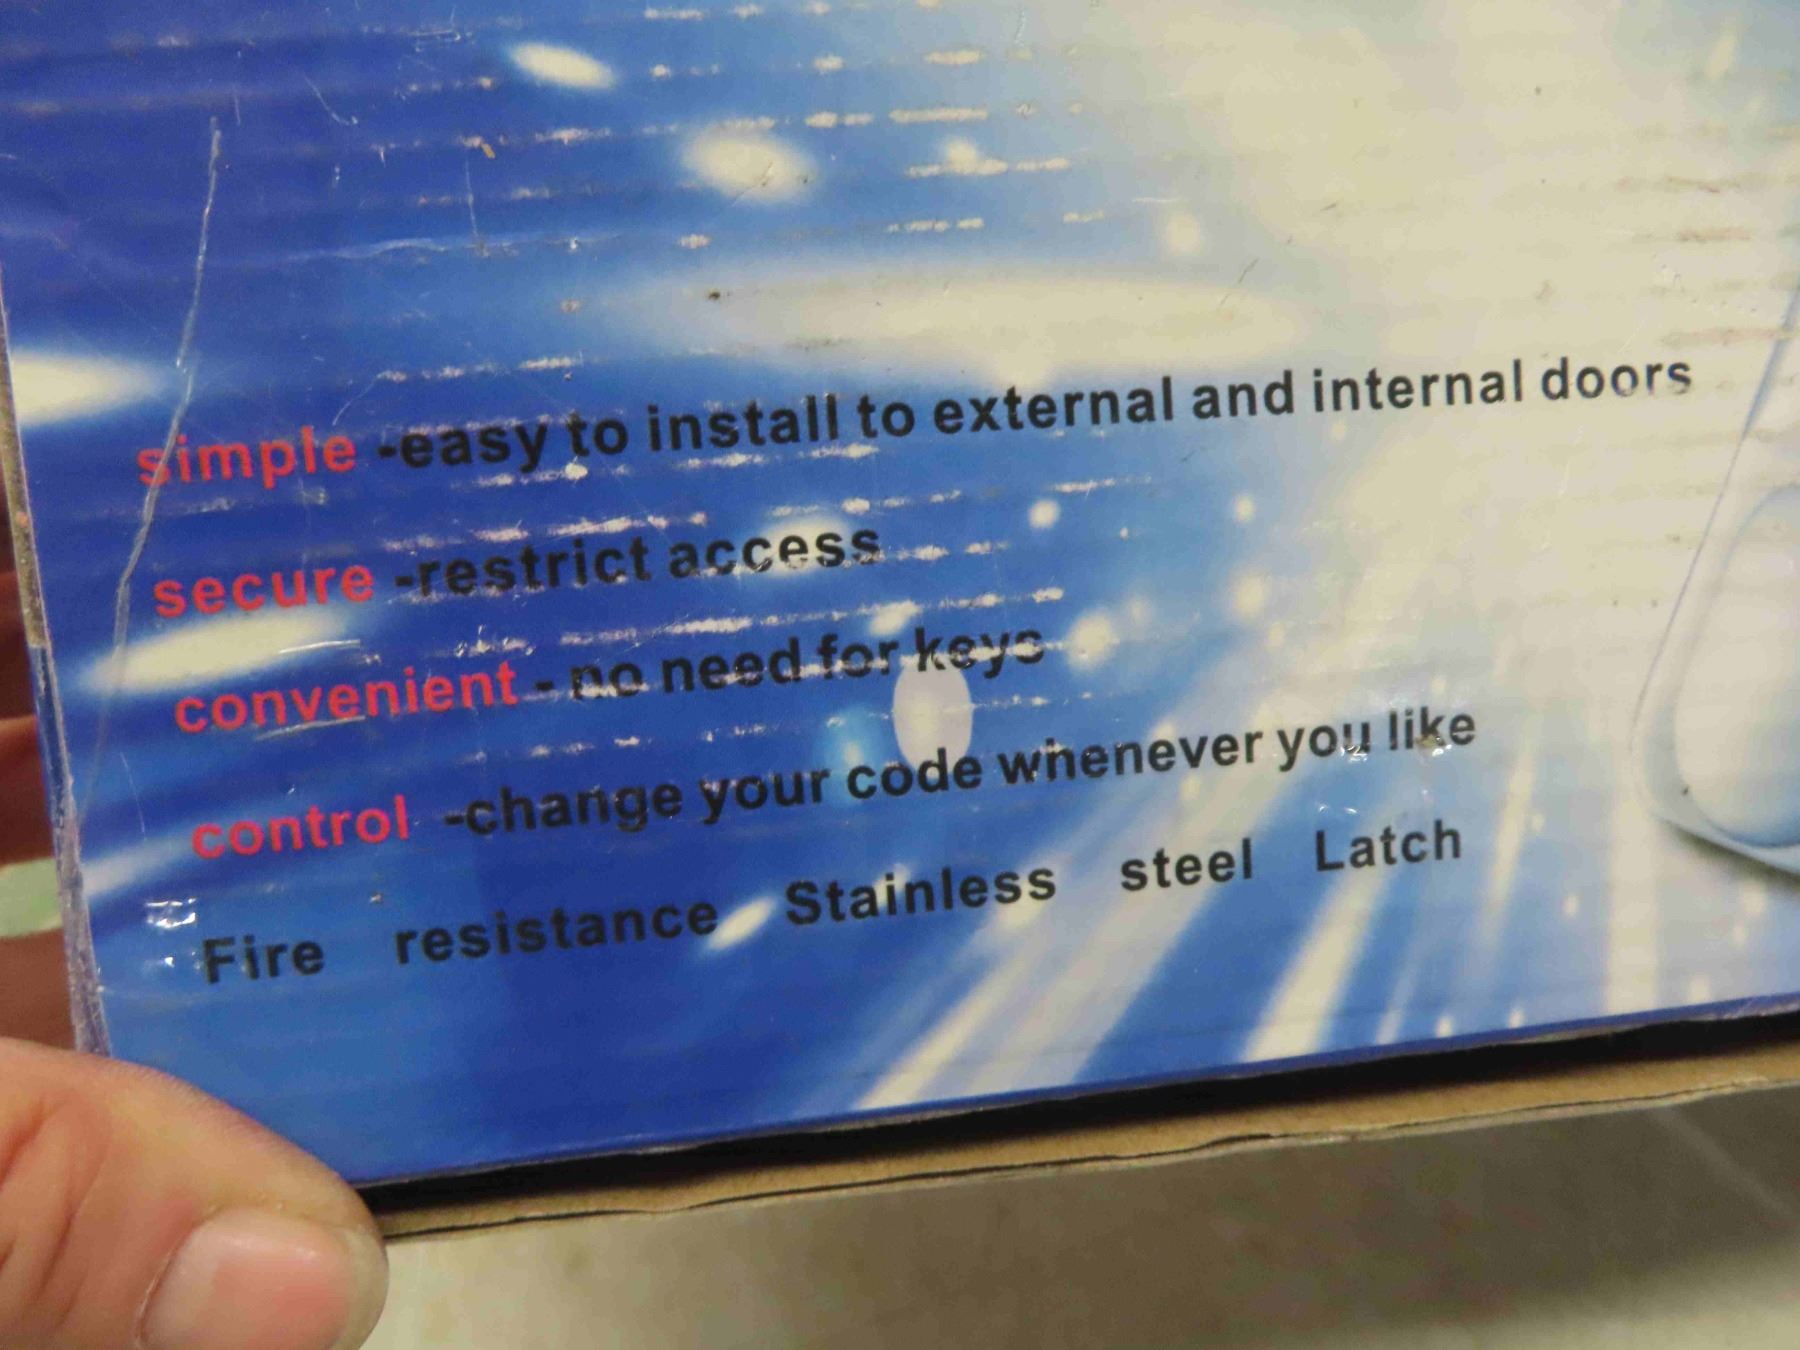 simple -easy to install to external and internal doors
secure -restrict access
convenient - no need for keys
control -change your code whenever you like
Fire resistance Stainless steel Latch